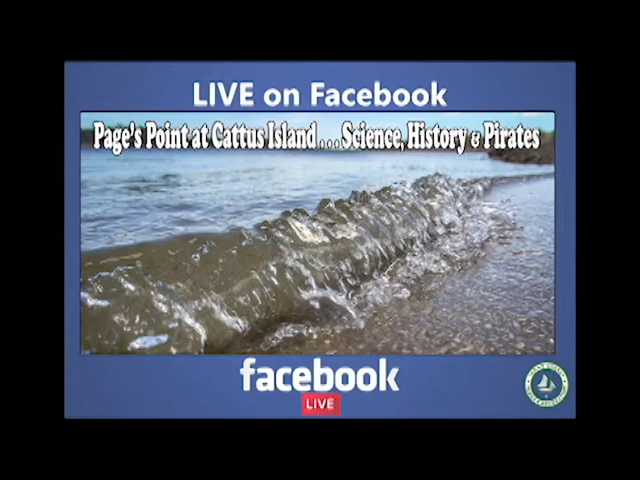 LIVE on Facebook
Page's Point at Cattus Island . . . Science, History & Pirates
facebook
LIVE